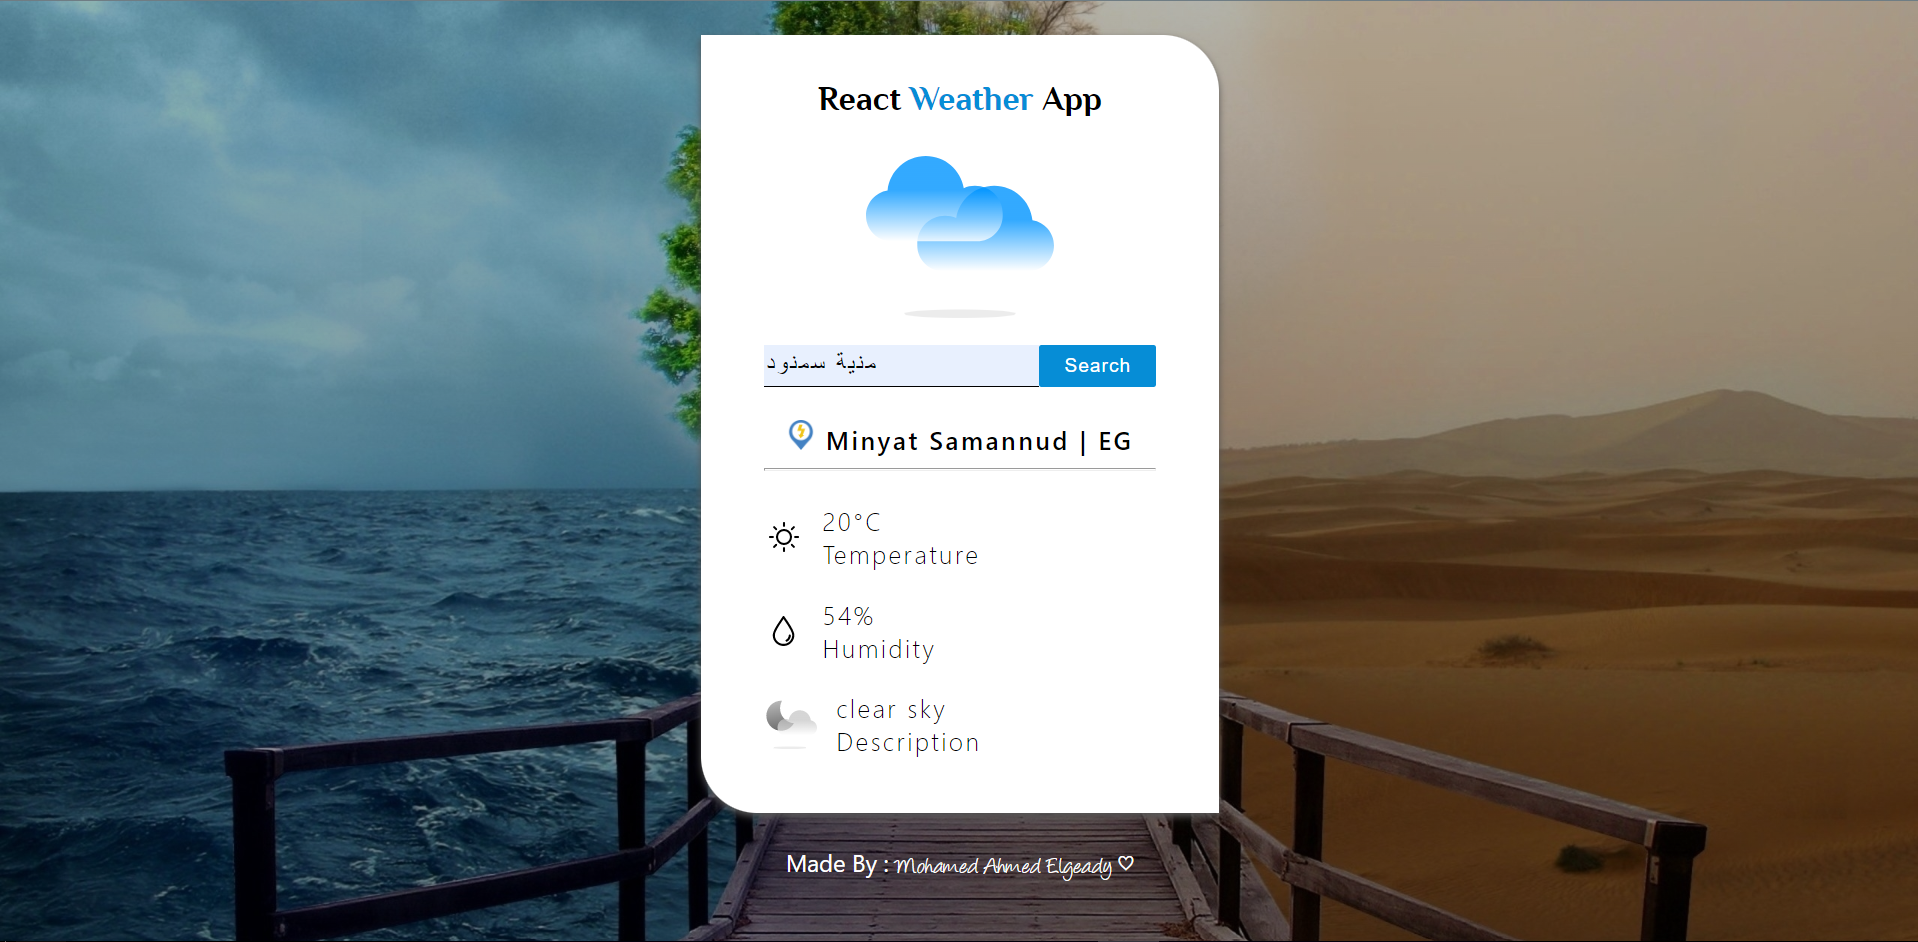 React Weather App
منية سمنود
Search
Minyat Samannud | EG
20°C
Temperature
54%
Humidity
clear sky
Description
Made By : Mohamed Ahmed Elgeady ♡